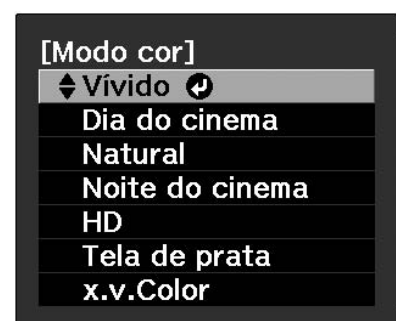 [Modo cor]
Vívido
Dia do cinema
Natural
Noite do cinema
HD
Tela de prata
x.v.Color